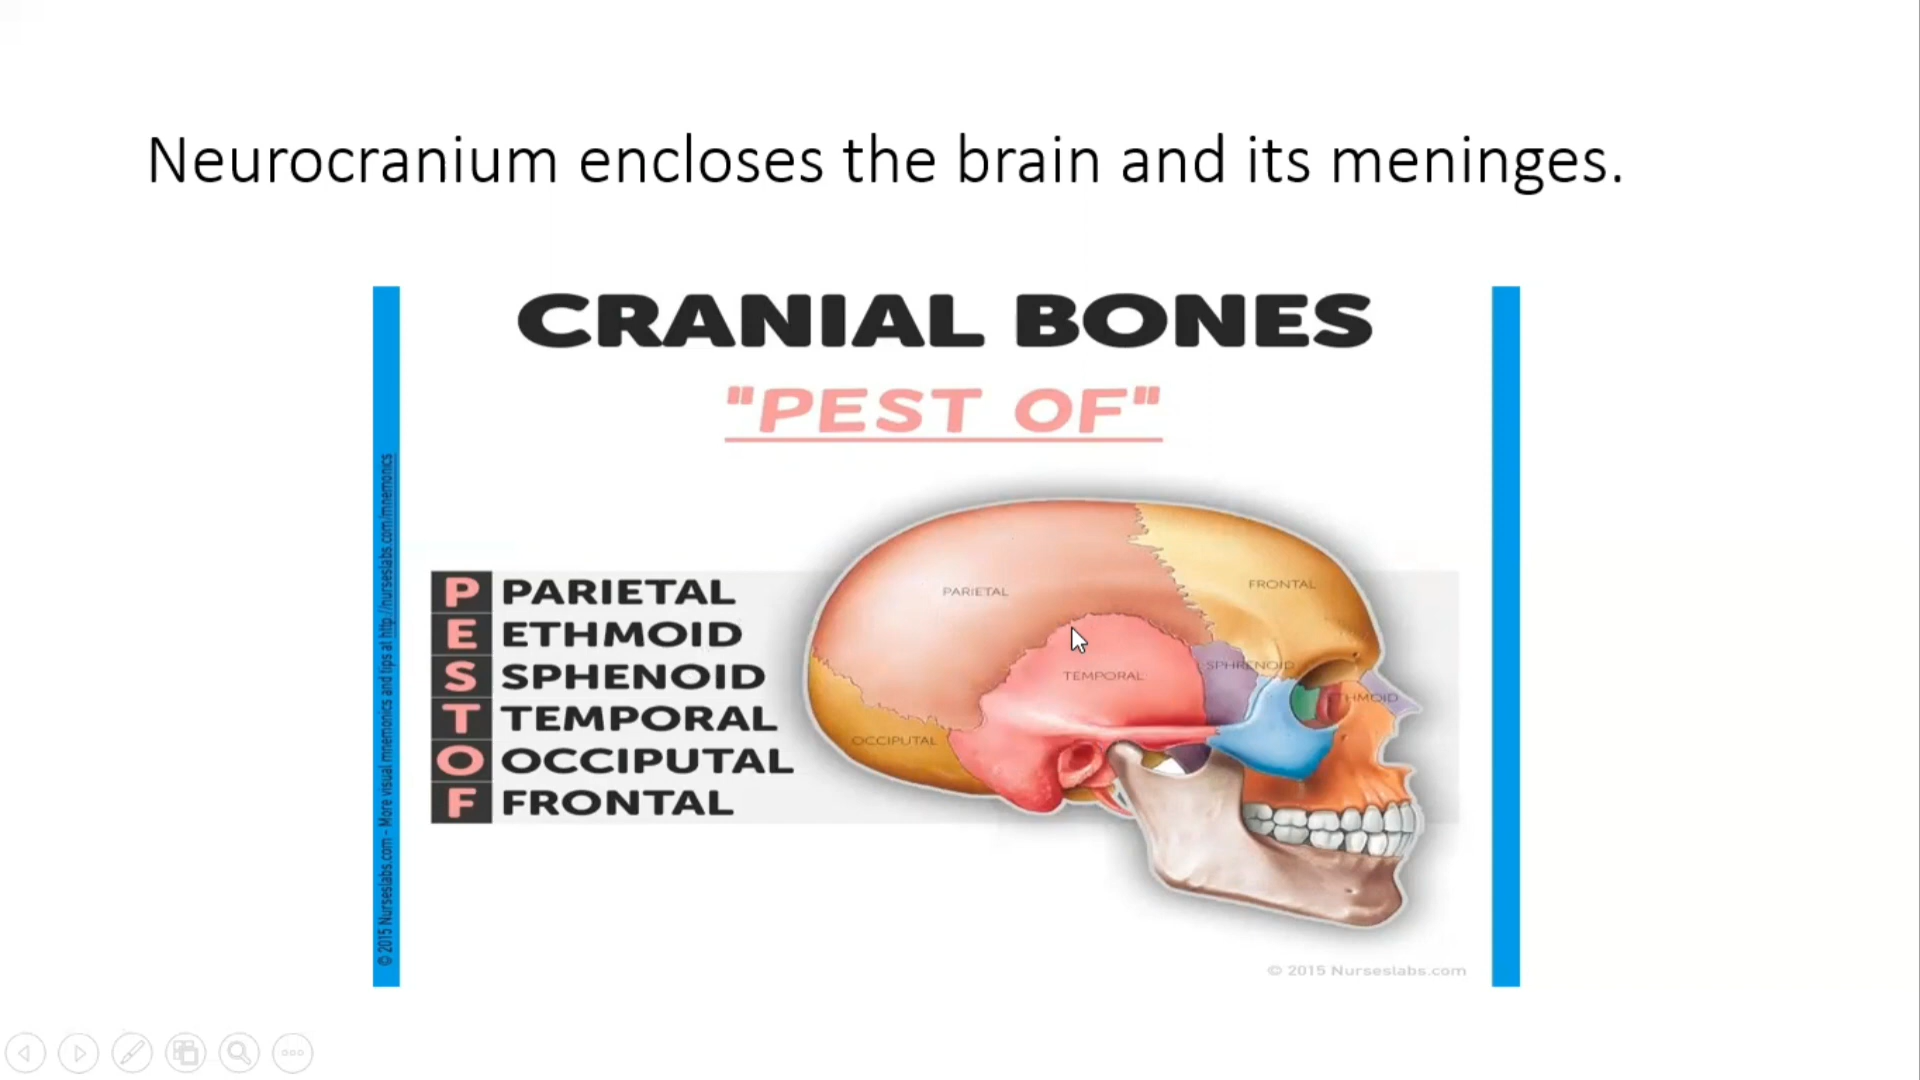 Neurocranium encloses the brain and its meninges.
CRANIAL BONES
"PEST OF"
P PARIETAL
E ETHMOID
S SPHENOID
T TEMPORAL
O OCCIPUTAL
F FRONTAL
PARIETAL
FRONTAL
TEMPORAL
SPHRENOID
ETHMOID
OCCIPUTAL
© 2015 Nurseslabs.com - More visual mnemonics and tips at http://nurseslabs.com/mnemonics
© 2015 Nurseslabs.com